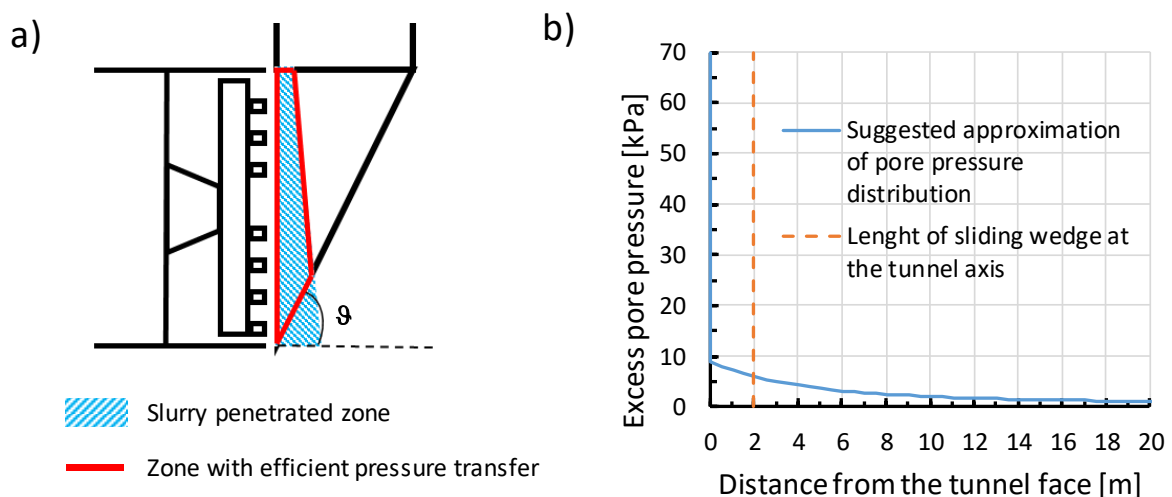 a)
ϑ
Slurry penetrated zone
Zone with efficient pressure transfer
b)
Excess pore pressure [kPa]
70
60
50
40
30
20
10
0
Suggested approximation
of pore pressure
distribution
Lenght of sliding wedge at
the tunnel axis
0 2 4 6 8 10 12 14 16 18 20
Distance from the tunnel face [m]